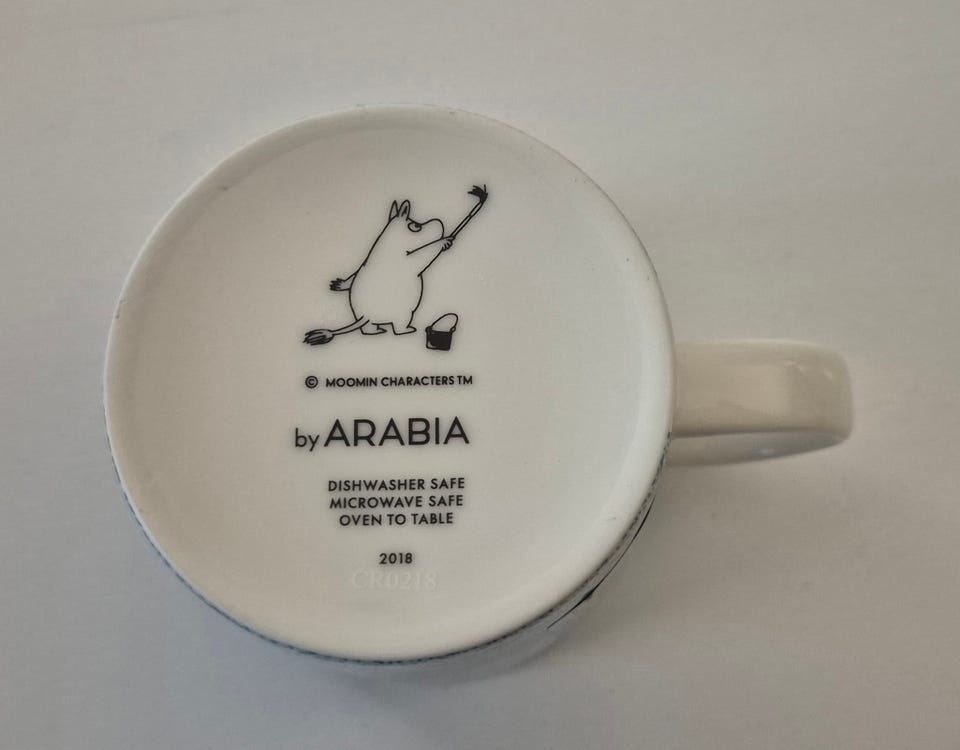 © MOOMIN CHARACTERS TM
by ARABIA
DISHWASHER SAFE
MICROWAVE SAFE
OVEN TO TABLE
2018
CR0218